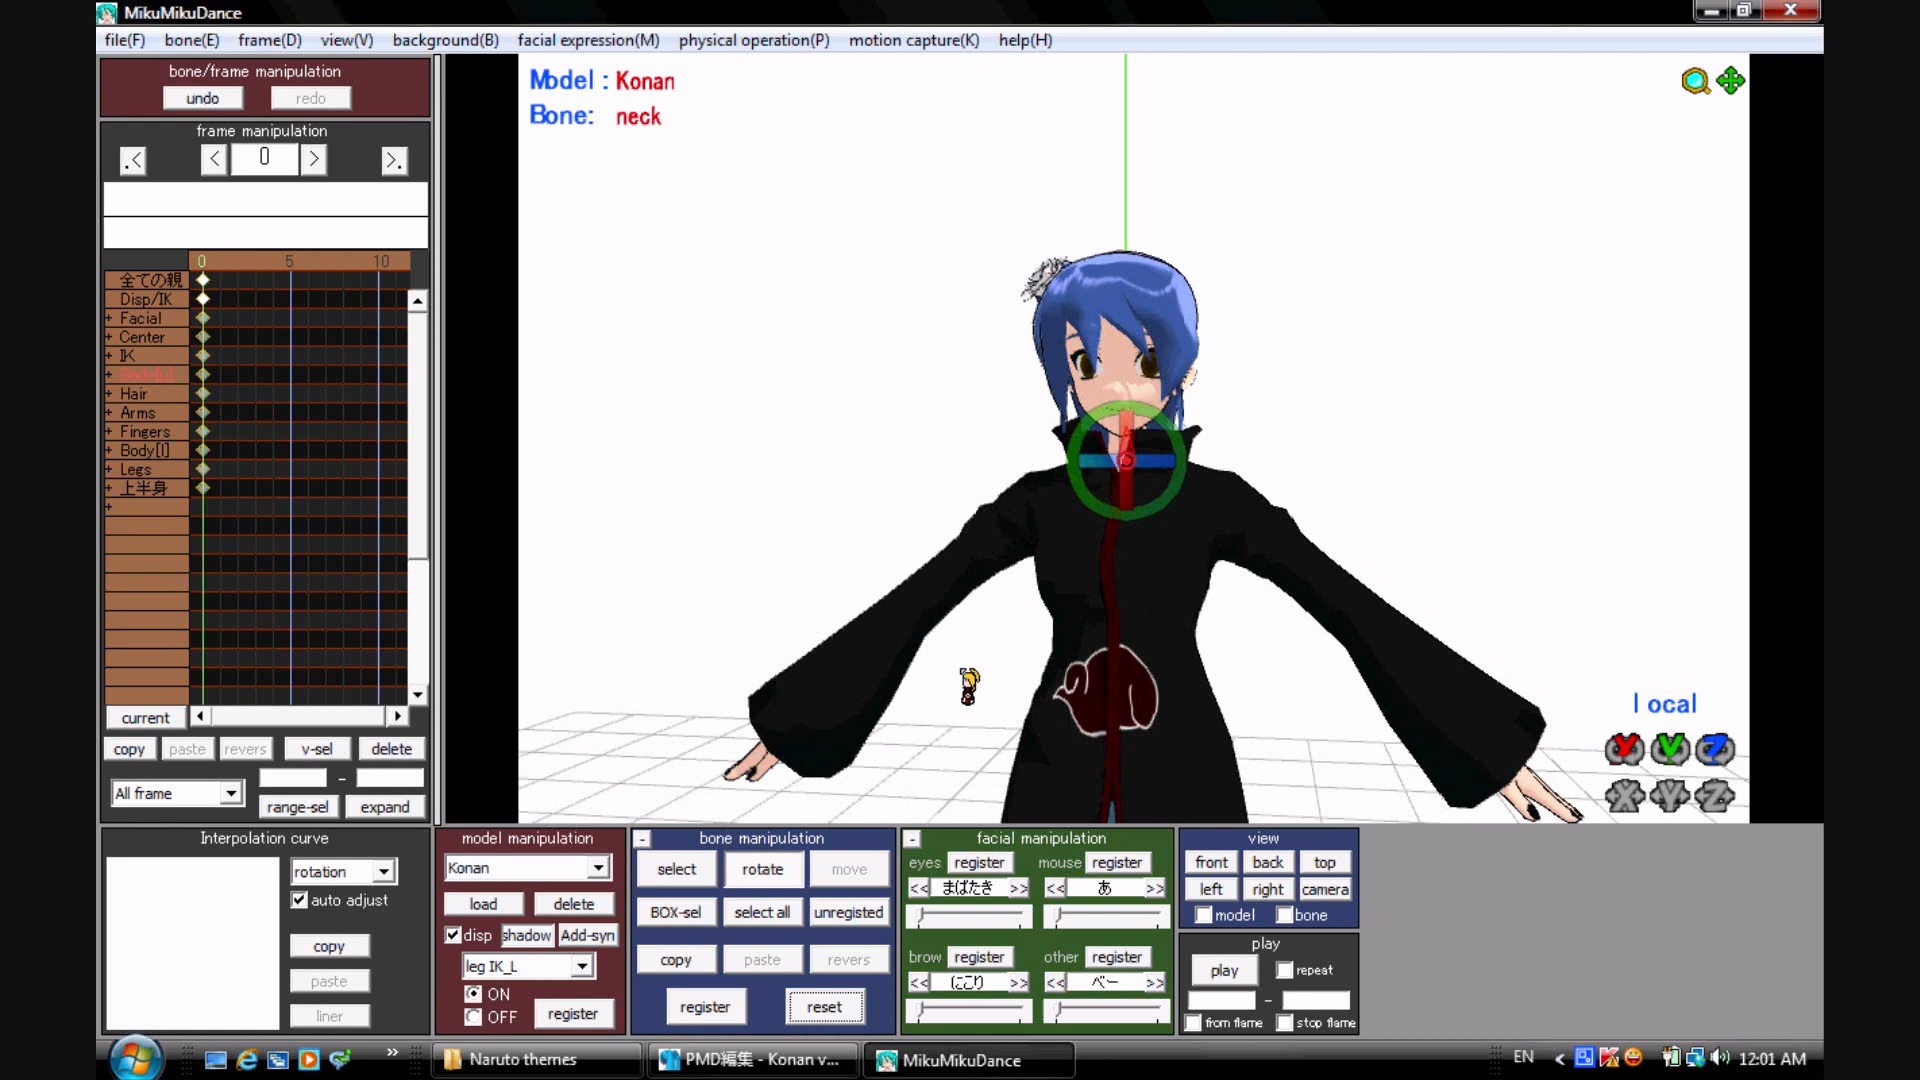 MikuMikuDance
file(F) bone(E) frame(D) view(V) background(B) facial expression(M) physical operation(P) motion capture(K) help(H)
bone/frame manipulation
undo redo
frame manipulation
.< < 0 > >.
0 5 10
全ての親
Disp/IK
+ Facial
+ Center
+ IK
+ Hair
+ Arms
+ Fingers
+ Body[l]
+ Legs
+ 上半身
+
current
copy paste revers v-sel delete
All frame -
range-sel expand
Model : Konan
Bone: neck
local
X Y Z
X Y Z
Interpolation curve
rotation
auto adjust
copy
paste
liner
model manipulation
Konan
load delete
disp shadow Add-syn
leg IK_L
ON
OFF
register
- bone manipulation
select rotate move
BOX-sel select all unregisted
copy paste revers
register reset
- facial manipulation
eyes register mouse register
<< まばたき >> << あ >>
brow register other register
<< にこり >> << べー >>
view
front back top
left right camera
model bone
play
play repeat
-
from flame stop flame
» Naruto themes PMD編集 - Konan v... MikuMikuDance EN < 12:01 AM